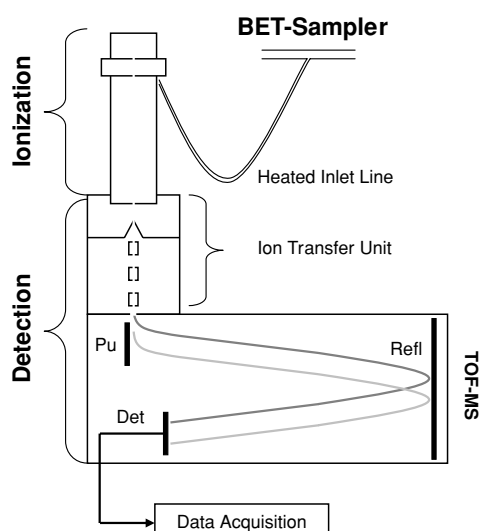 BET-Sampler
Ionization
Heated Inlet Line
Ion Transfer Unit
Detection
Pu
Refl
TOF-MS
Det
Data Acquisition